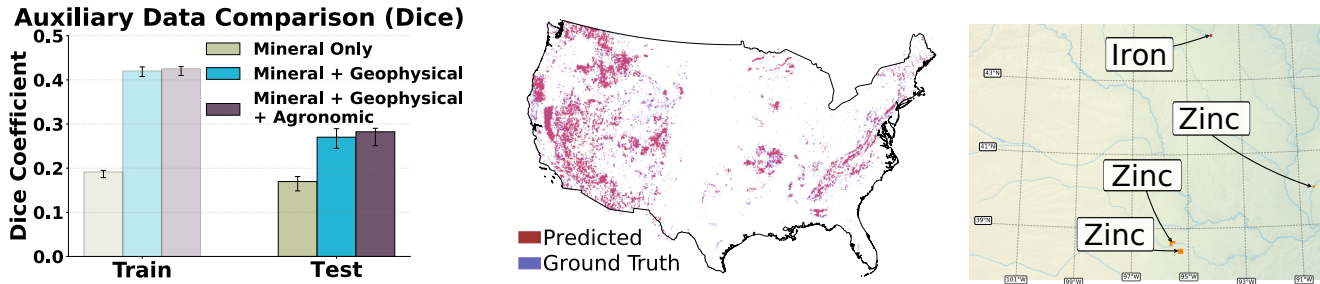 Auxiliary Data Comparison (Dice)
Dice Coefficient
0.5
0.4
0.3
0.2
0.1
0.0
Mineral Only
Mineral + Geophysical
Mineral + Geophysical
+ Agronomic
Train
Test
Predicted
Ground Truth
Iron
Zinc
Zinc
Zinc
43°N
41°N
39°N
101°W
99°W
97°W
95°W
93°W
91°W